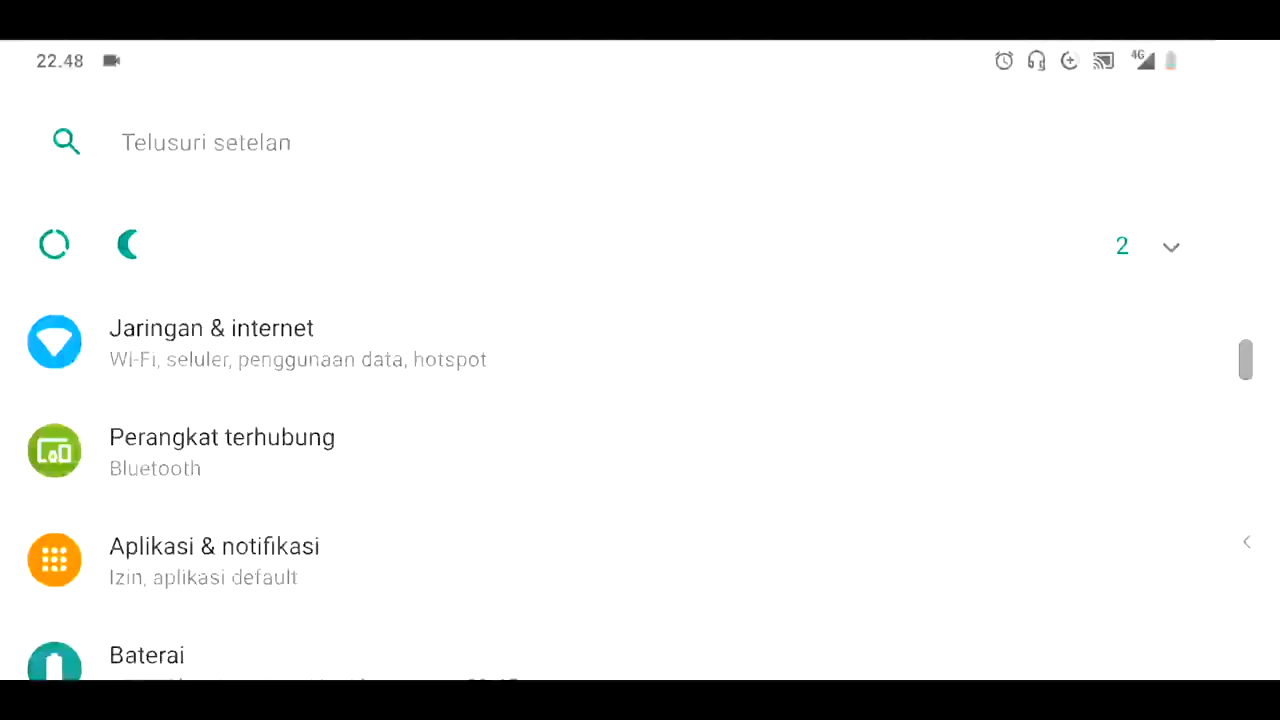 22.48
4G
Telusuri setelan
2
Jaringan & internet
Wi-Fi, seluler, penggunaan data, hotspot
Perangkat terhubung
Bluetooth
Aplikasi & notifikasi
Izin, aplikasi default
Baterai